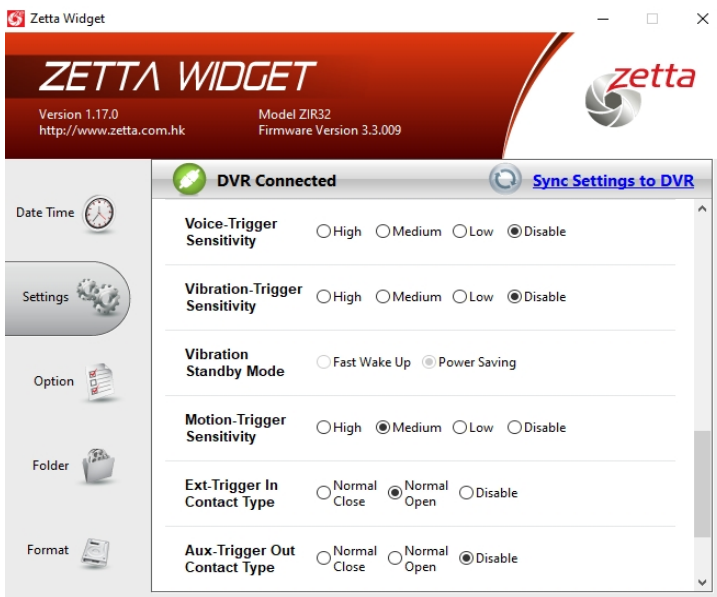 Zetta Widget
ZETTA WIDGET
zetta
Version 1.17.0 Model ZIR32
http://www.zetta.com.hk Firmware Version 3.3.009
DVR Connected Sync Settings to DVR
Date Time
Settings
Option
Folder
Format
Voice-Trigger
Sensitivity
High Medium Low Disable
Vibration-Trigger
Sensitivity
High Medium Low Disable
Vibration
Standby Mode
Fast Wake Up Power Saving
Motion-Trigger
Sensitivity
High Medium Low Disable
Ext-Trigger In
Contact Type
Normal
Close
Normal
Open
Disable
Aux-Trigger Out
Contact Type
Normal
Close
Normal
Open
Disable